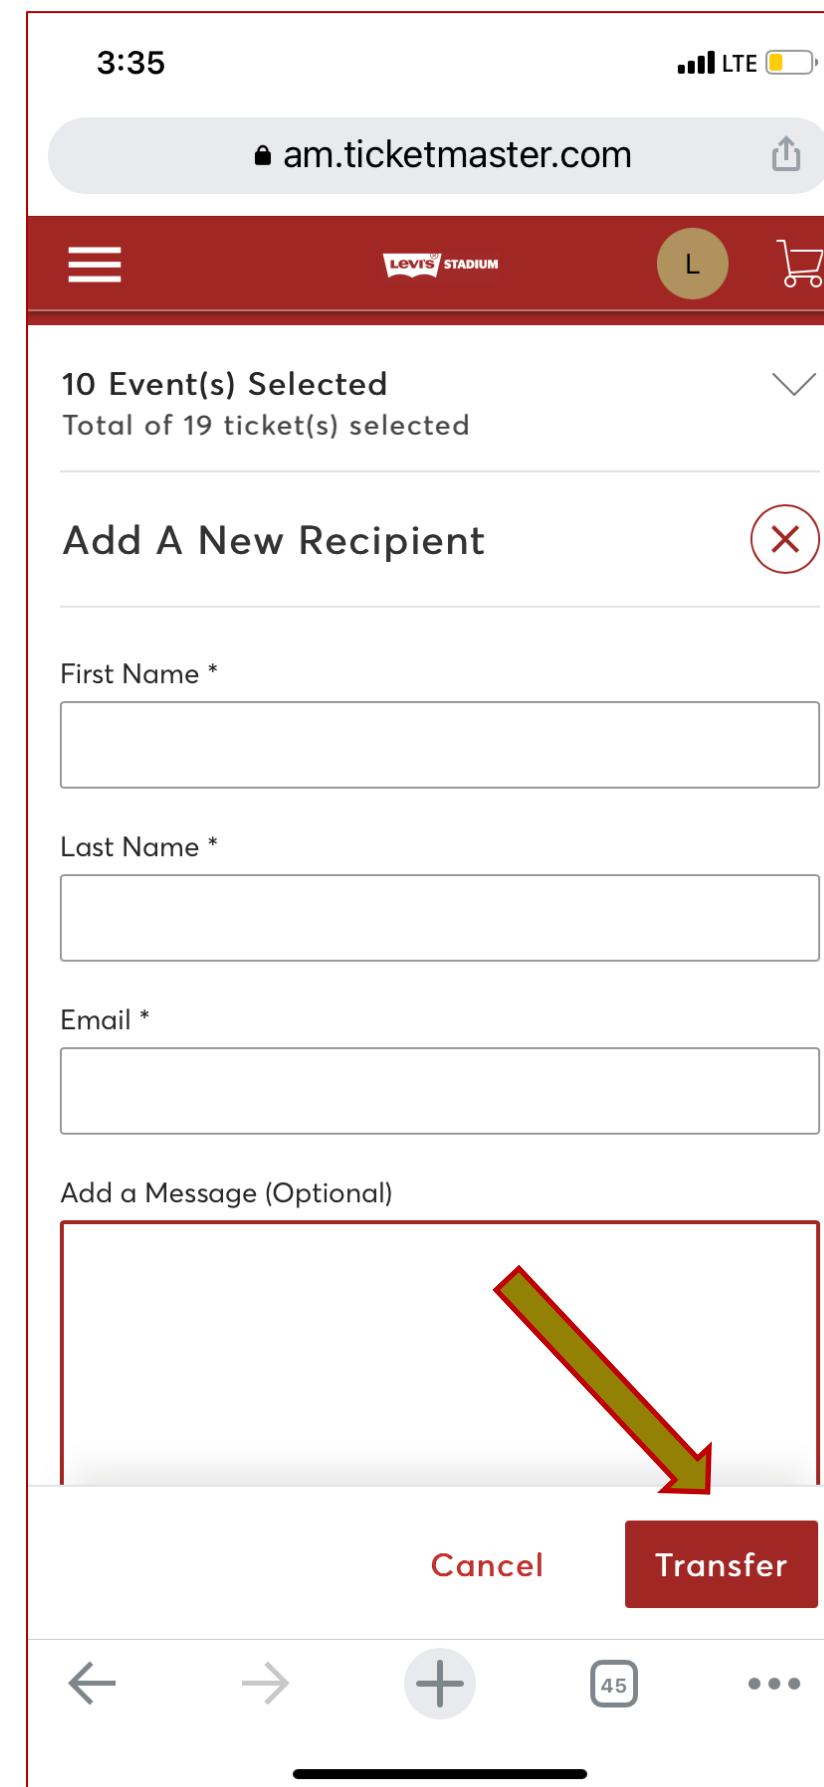 3:35
LTE
am.ticketmaster.com
LEVI'S® STADIUM
L
10 Event(s) Selected
Total of 19 ticket(s) selected
Add A New Recipient
First Name *
Last Name *
Email *
Add a Message (Optional)
Cancel
Transfer
45